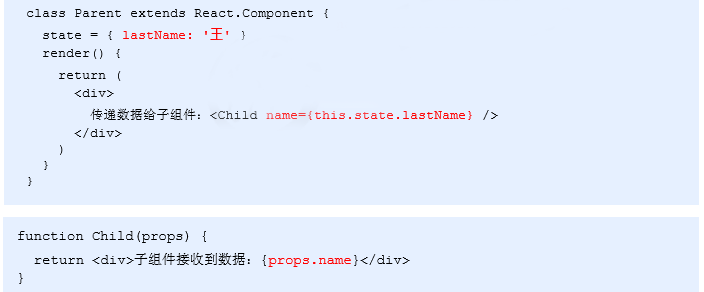 class Parent extends React.Component {
  state = { lastName: '王' }
  render() {
    return (
      <div>
        传递数据给子组件：<Child name={this.state.lastName} />
      </div>
    )
  }
}
function Child(props) {
  return <div>子组件接收到数据：{props.name}</div>
}